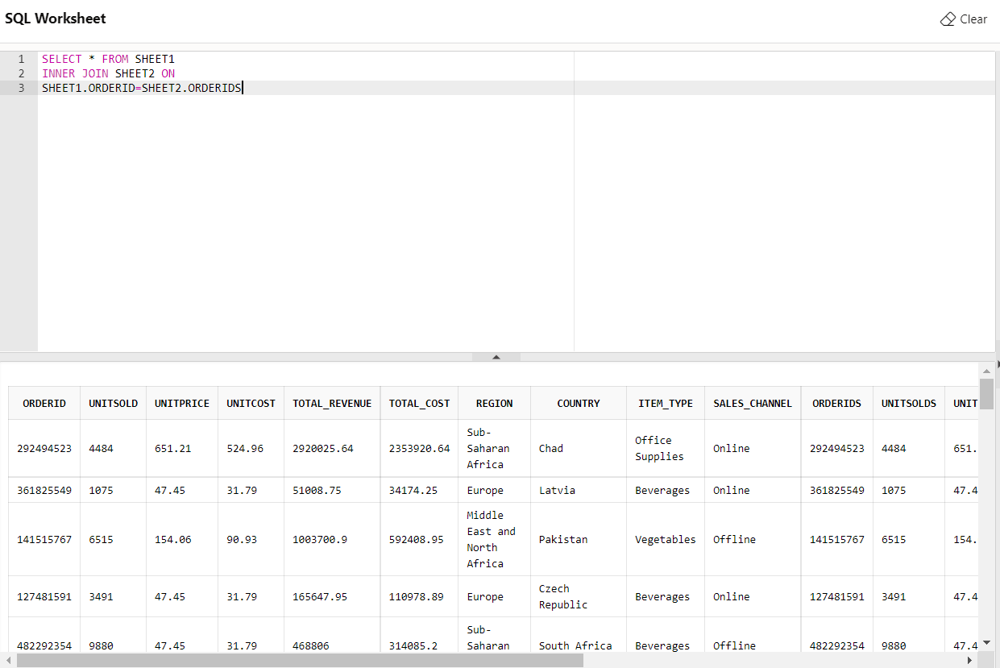 SQL Worksheet
Clear
1 SELECT * FROM SHEET1
2 INNER JOIN SHEET2 ON
3 SHEET1.ORDERID=SHEET2.ORDERIDS
ORDERID UNITSOLD UNITPRICE UNITCOST TOTAL_REVENUE TOTAL_COST REGION COUNTRY ITEM_TYPE SALES_CHANNEL ORDERIDS UNITSOLDS UNIT
292494523 4484 651.21 524.96 2920025.64 2353920.64 Sub-
Saharan
Africa Chad Office
Supplies Online 292494523 4484 651.
361825549 1075 47.45 31.79 51008.75 34174.25 Europe Latvia Beverages Online 361825549 1075 47.4
141515767 6515 154.06 90.93 1003700.9 592408.95 Middle
East and
North
Africa Pakistan Vegetables Offline 141515767 6515 154.
127481591 3491 47.45 31.79 165647.95 110978.89 Europe Czech
Republic Beverages Online 127481591 3491 47.4
482292354 9880 47.45 31.79 468806 314085.2 Sub-
Saharan South Africa Beverages Offline 482292354 9880 47.4